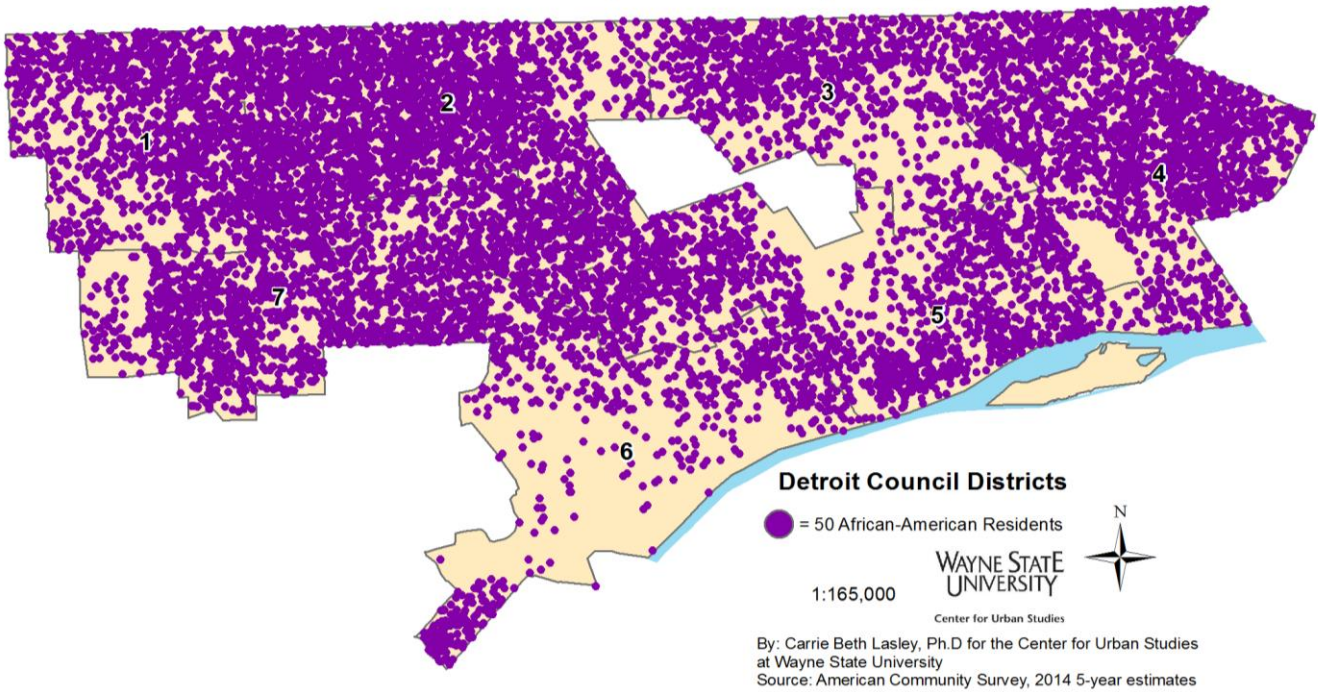 2
3
1
4
7
5
6
Detroit Council Districts
= 50 African-American Residents
N
WAYNE STATE
UNIVERSITY
1:165,000
Center for Urban Studies
By: Carrie Beth Lasley, Ph.D for the Center for Urban Studies
at Wayne State University
Source: American Community Survey, 2014 5-year estimates